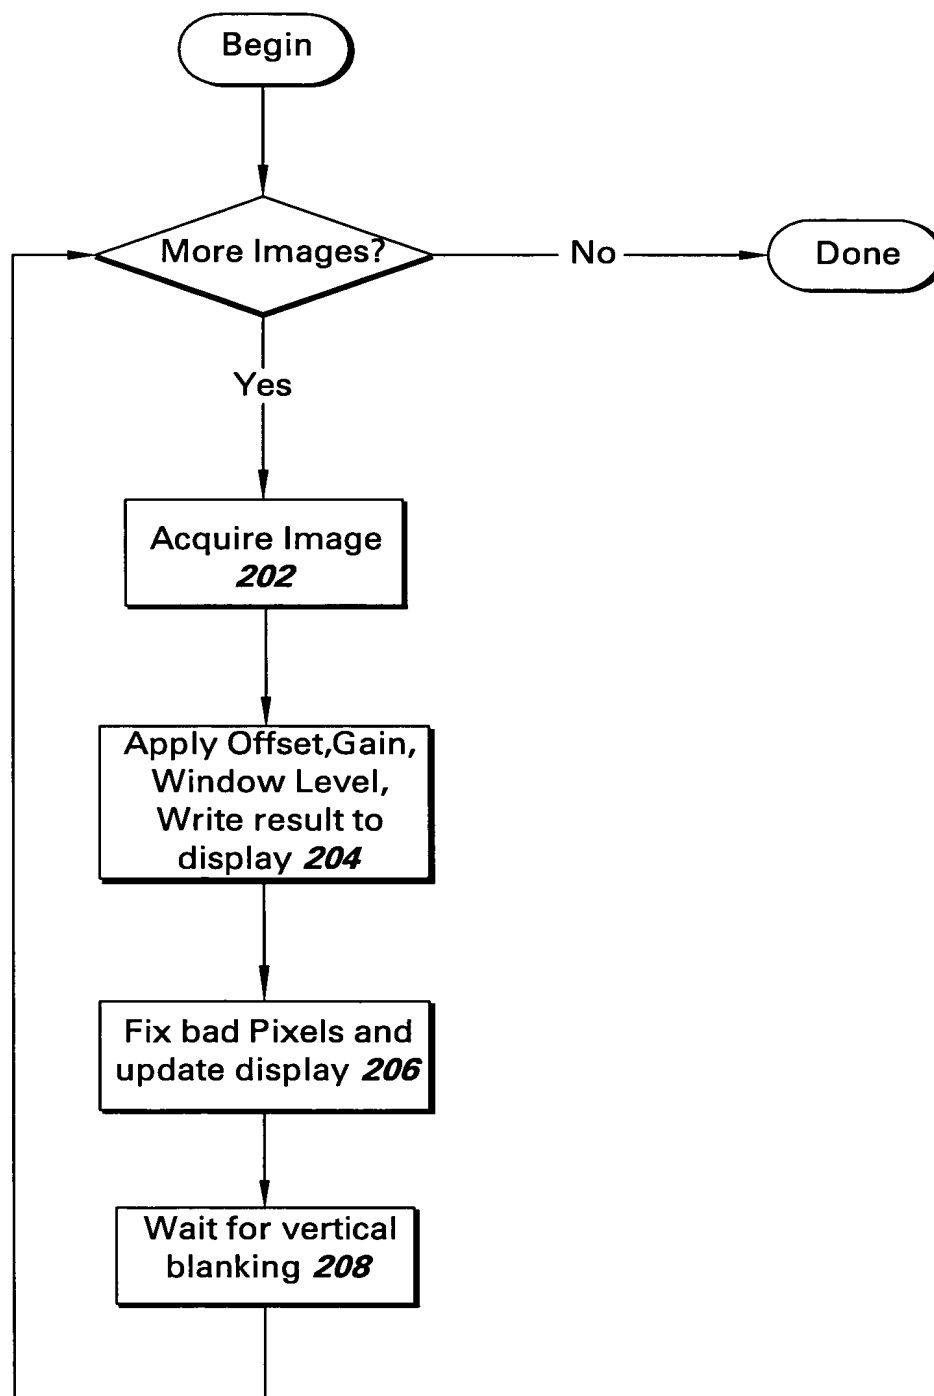 Begin
More Images?
No
Done
Yes
Acquire Image
202
Apply Offset,Gain,
Window Level,
Write result to
display 204
Fix bad Pixels and
update display 206
Wait for vertical
blanking 208